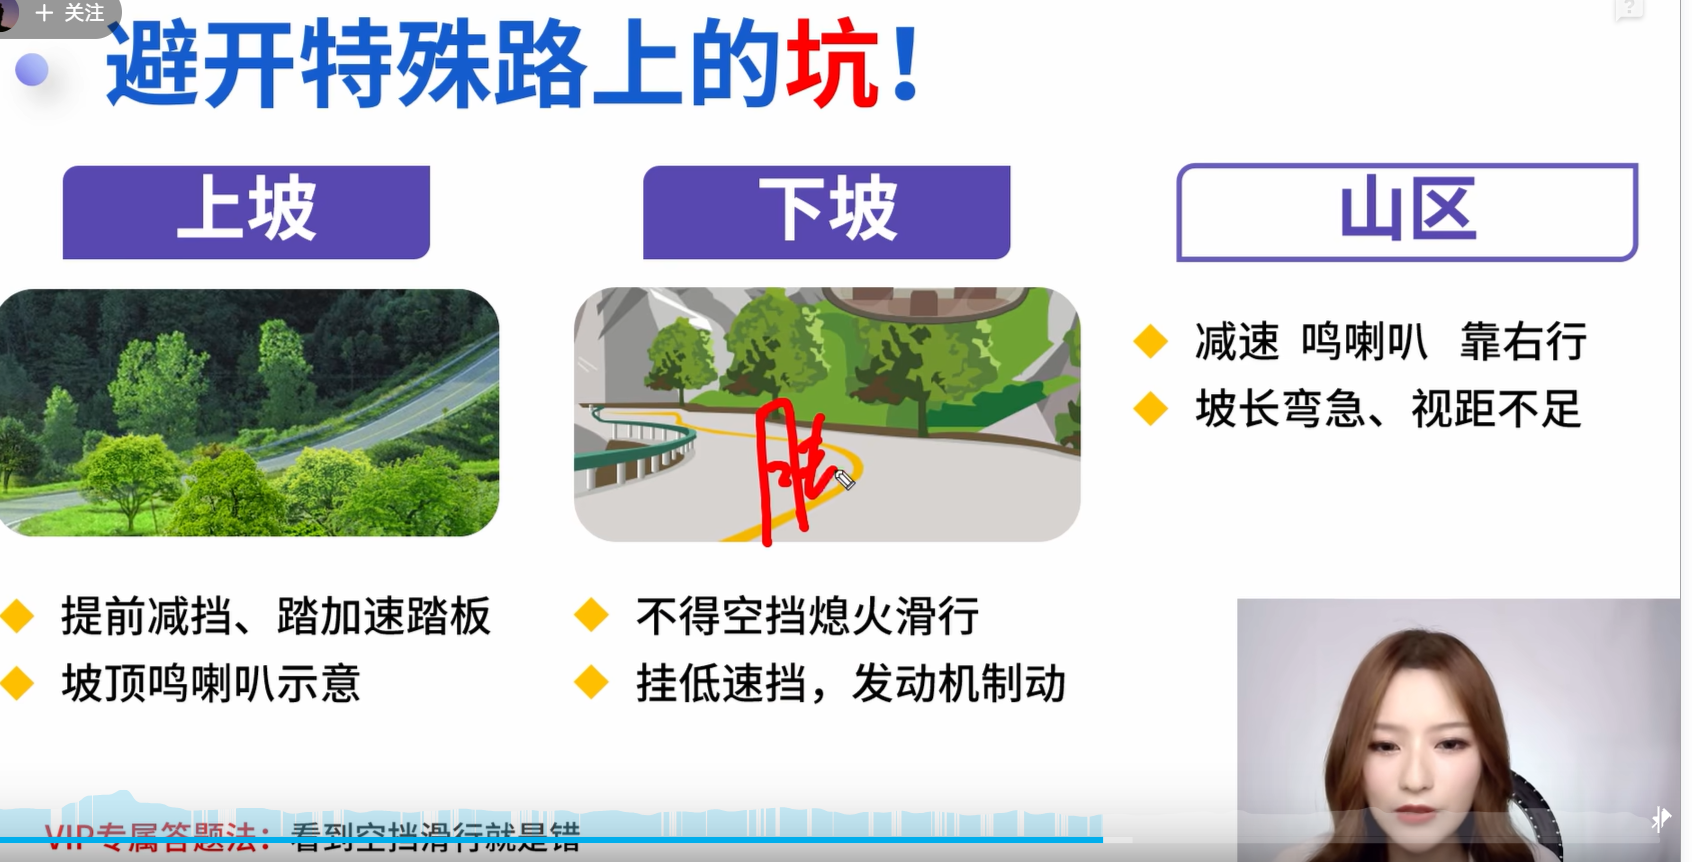 关注
避开特殊路上的坑！
上坡
下坡
山区
减速 鸣喇叭 靠右行
坡长弯急、视距不足
提前减挡、踏加速踏板
坡顶鸣喇叭示意
不得空挡熄火滑行
挂低速挡，发动机制动
VIP专属答题法：看到空挡滑行就是错